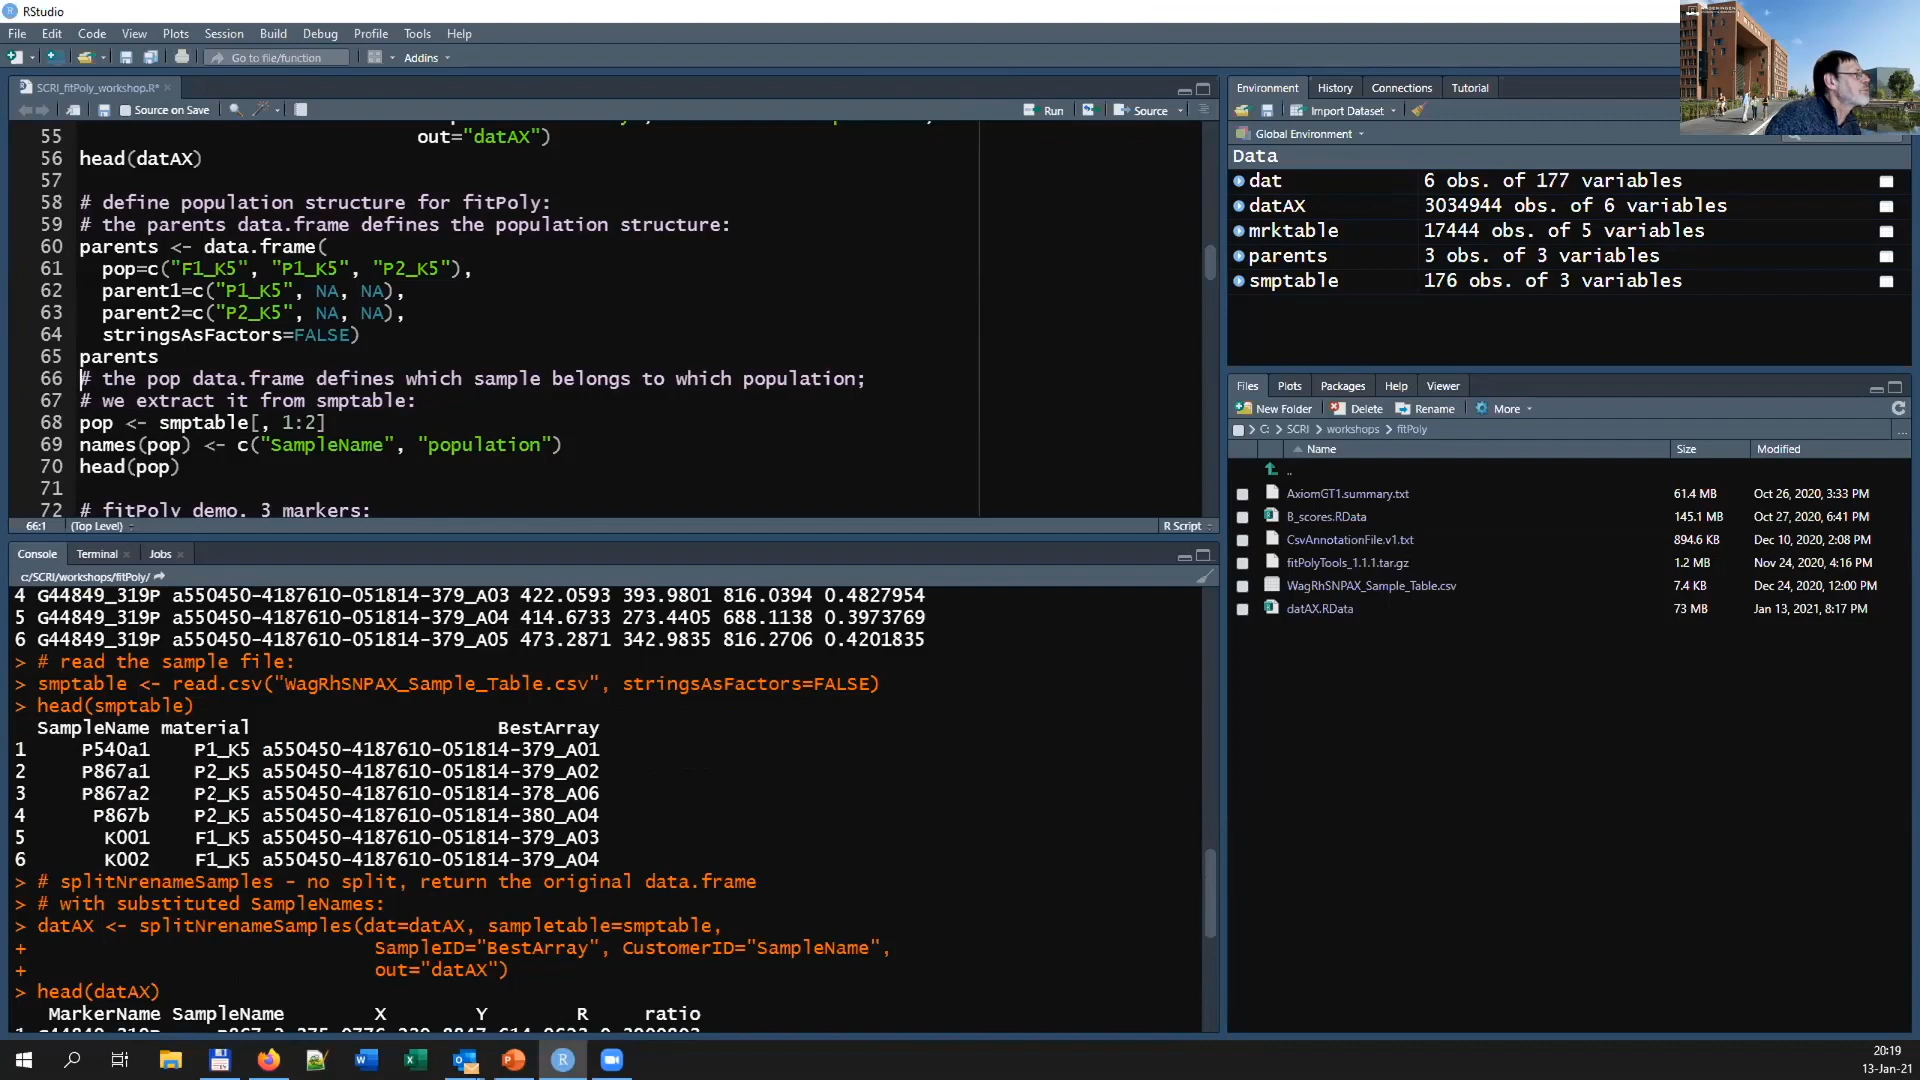 RStudio
File Edit Code View Plots Session Build Debug Profile Tools Help
Go to file/function Addins
SCRI_fitPoly_workshop.R*
Source on Save Run Source
55 out="datAX")
56 head(datAX)
57
58 # define population structure for fitPoly:
59 # the parents data.frame defines the population structure:
60 parents <- data.frame(
61 pop=c("F1_K5", "P1_K5", "P2_K5"),
62 parent1=c("P1_K5", NA, NA),
63 parent2=c("P2_K5", NA, NA),
64 stringsAsFactors=FALSE)
65 parents
66 # the pop data.frame defines which sample belongs to which population;
67 # we extract it from smptable:
68 pop <- smptable[, 1:2]
69 names(pop) <- c("SampleName", "population")
70 head(pop)
71
72 # fitPoly demo, 3 markers:
66:1 (Top Level) R Script
Console Terminal Jobs
c:/SCRI/workshops/fitPoly/
4 G44849_319P a550450-4187610-051814-379_A03 422.0593 393.9801 816.0394 0.4827954
5 G44849_319P a550450-4187610-051814-379_A04 414.6733 273.4405 688.1138 0.3973769
6 G44849_319P a550450-4187610-051814-379_A05 473.2871 342.9835 816.2706 0.4201835
> # read the sample file:
> smptable <- read.csv("WagRhSNPAX_Sample_Table.csv", stringsAsFactors=FALSE)
> head(smptable)
SampleName material BestArray
1 P540a1 P1_K5 a550450-4187610-051814-379_A01
2 P867a1 P2_K5 a550450-4187610-051814-379_A02
3 P867a2 P2_K5 a550450-4187610-051814-378_A06
4 P867b P2_K5 a550450-4187610-051814-380_A04
5 K001 F1_K5 a550450-4187610-051814-379_A03
6 K002 F1_K5 a550450-4187610-051814-379_A04
> # splitNrenameSamples - no split, return the original data.frame
> # with substituted SampleNames:
> datAX <- splitNrenameSamples(dat=datAX, sampletable=smptable,
+ SampleID="BestArray", CustomerID="SampleName",
+ out="datAX")
> head(datAX)
MarkerName SampleName X Y R ratio
Environment History Connections Tutorial
Import Dataset
Global Environment
Data
dat 6 obs. of 177 variables
datAX 3034944 obs. of 6 variables
mrktable 17444 obs. of 5 variables
parents 3 obs. of 3 variables
smptable 176 obs. of 3 variables
Files Plots Packages Help Viewer
New Folder Delete Rename More
C: SCRI workshops fitPoly ...
Name Size Modified
..
AxiomGT1.summary.txt 61.4 MB Oct 26, 2020, 3:33 PM
B_scores.RData 145.1 MB Oct 27, 2020, 6:41 PM
CsvAnnotationFile.v1.txt 894.6 KB Dec 10, 2020, 2:08 PM
fitPolyTools_1.1.1.tar.gz 1.2 MB Nov 24, 2020, 4:16 PM
WagRhSNPAX_Sample_Table.csv 7.4 KB Dec 24, 2020, 12:00 PM
datAX.RData 73 MB Jan 13, 2021, 8:17 PM
20:19
13-Jan-21